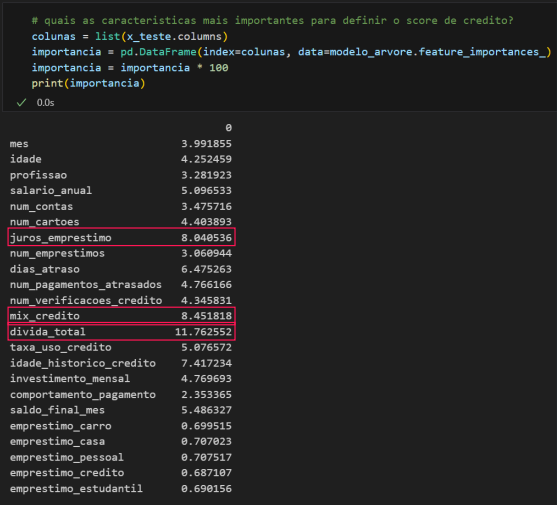 # quais as caracteristicas mais importantes para definir o score de credito?
colunas = list(x_teste.columns)
importancia = pd.DataFrame(index=colunas, data=modelo_arvore.feature_importances_)
importancia = importancia * 100
print(importancia)
✓ 0.0s
0
mes 3.991855
idade 4.252459
profissao 3.281923
salario_anual 5.096533
num_contas 3.475716
num_cartoes 4.403893
juros_emprestimo 8.040536
num_emprestimos 3.060944
dias_atraso 6.475263
num_pagamentos_atrasados 4.766166
num_verificacoes_credito 4.345831
mix_credito 8.451818
divida_total 11.762552
taxa_uso_credito 5.076572
idade_historico_credito 7.417234
investimento_mensal 4.769693
comportamento_pagamento 2.353365
saldo_final_mes 5.486327
emprestimo_carro 0.699515
emprestimo_casa 0.707023
emprestimo_pessoal 0.707517
emprestimo_credito 0.687107
emprestimo_estudantil 0.690156